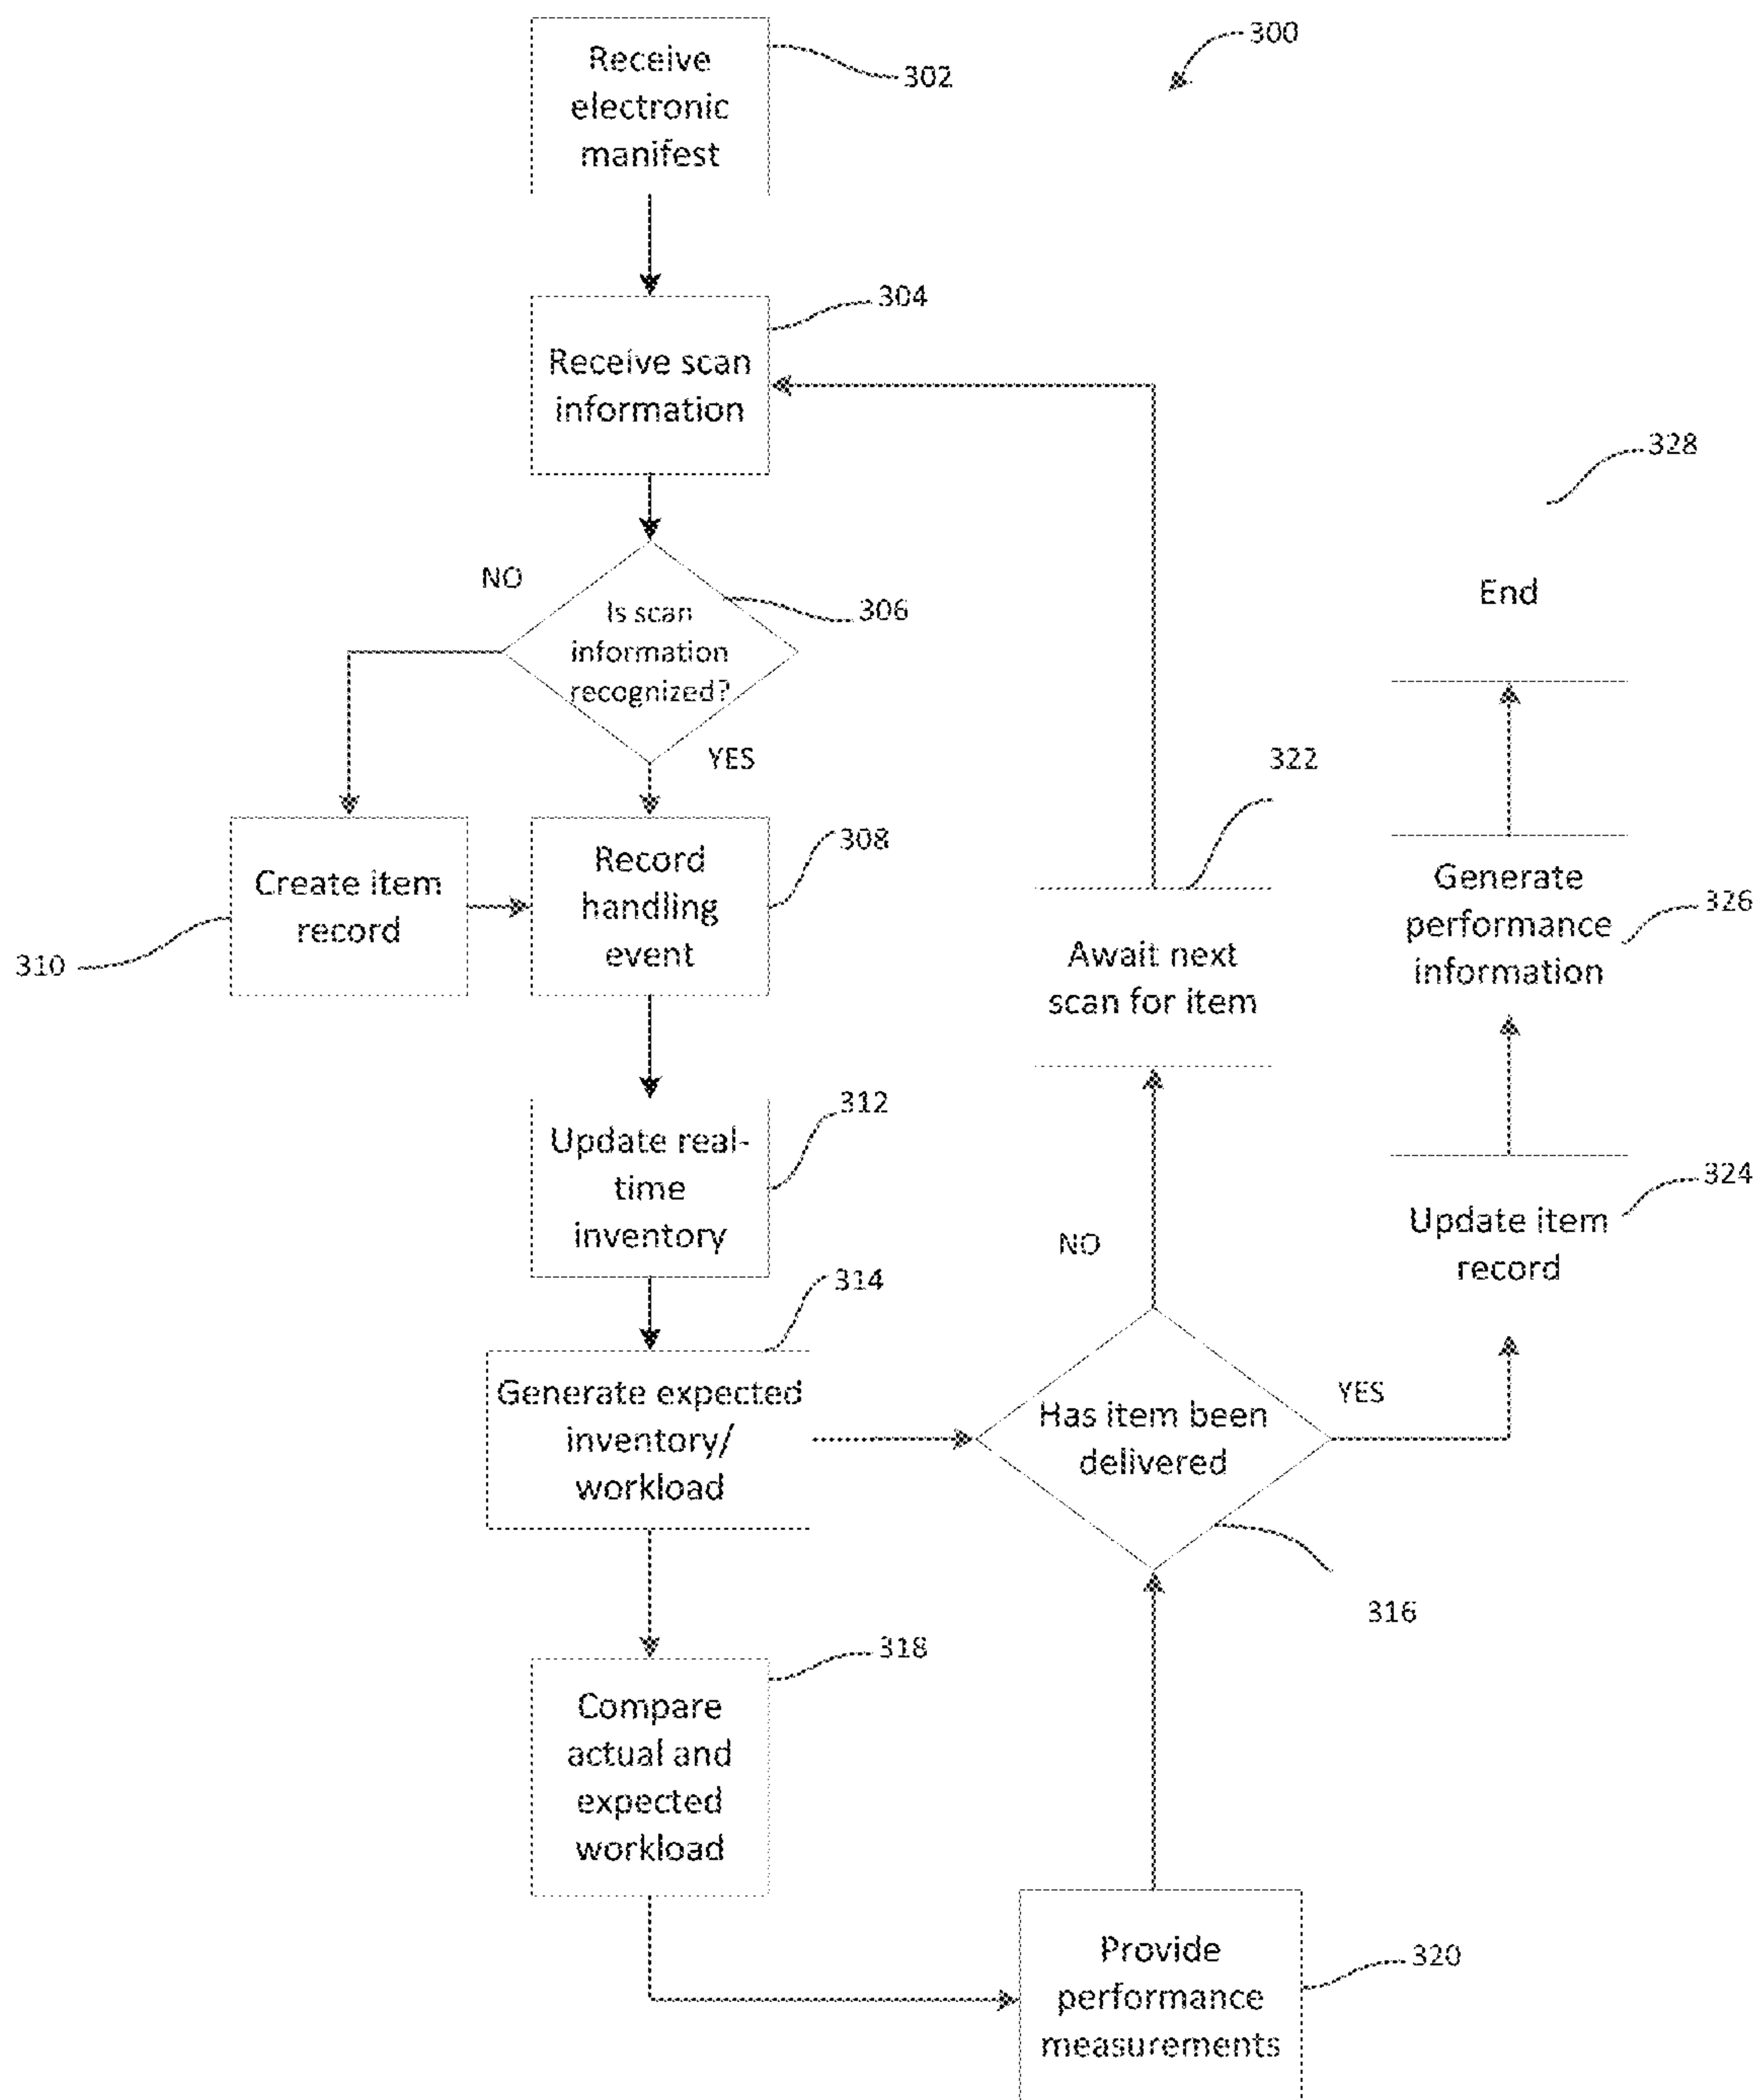 300
Receive
electronic
manifest
302
304
Receive scan
information
328
End
NO
306
Is scan
information
recognized?
YES
322
308
Record
handling
event
Create item
record
310
Await next
scan for item
Generate
performance
information
326
312
Update real-
time
inventory
324
Update item
record
NO
314
Generate expected
inventory/
workload
YES
Has item been
delivered
316
318
Compare
actual and
expected
workload
Provide
performance
measurements
320